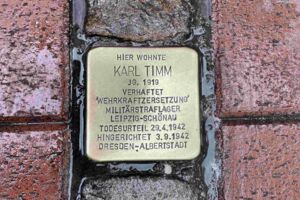 HIER WOHNTE
KARL TIMM
JG. 1919
VERHAFTET
'WEHRKRAFTZERSETZUNG'
MILITÄRSTRAFLAGER
LEIPZIG-SCHÖNAU
TODESURTEIL 29.4.1942
HINGERICHTET 3.9.1942
DRESDEN-ALBERTSTADT